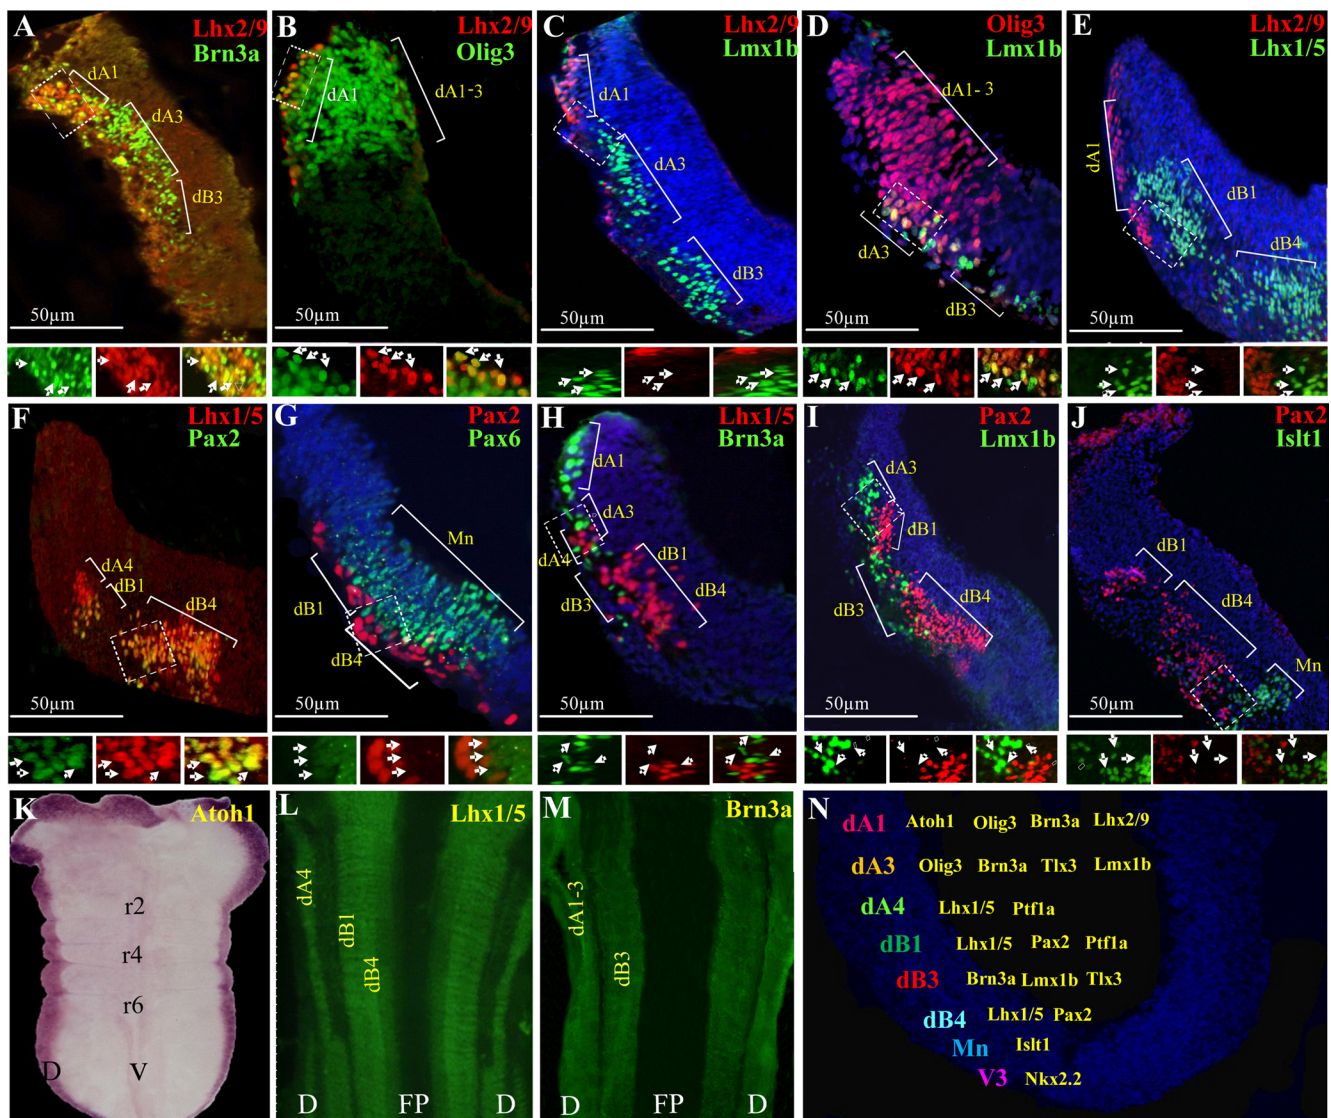 A
Lhx2/9
Brn3a
dA1
dA3
dB3
50µm
B
Lhx2/9
Olig3
dA1
dA1-3
50µm
C
Lhx2/9
Lmx1b
dA1
dA3
dB3
50µm
D
Olig3
Lmx1b
dA1-3
dA3
dB3
50µm
E
Lhx2/9
Lhx1/5
dA1
dB1
dB4
50µm
F
Lhx1/5
Pax2
dA4
dB1
dB4
50µm
G
Pax2
Pax6
Mn
dB1
dB4
50µm
H
Lhx1/5
Brn3a
dA1
dA3
dA4
dB1
dB4
dB3
50µm
I
Pax2
Lmx1b
dA3
dB1
dB4
dB3
50µm
J
Pax2
Islt1
dB1
dB4
Mn
50µm
K
Atoh1
r2
r4
r6
D V
L
Lhx1/5
dA4
dB1
dB4
D FP D
M
Brn3a
dA1-3
dB3
D FP D
N
dA1 Atoh1 Olig3 Brn3a Lhx2/9
dA3 Olig3 Brn3a Tlx3 Lmx1b
dA4 Lhx1/5 Ptf1a
dB1 Lhx1/5 Pax2 Ptf1a
dB3 Brn3a Lmx1b Tlx3
dB4 Lhx1/5 Pax2
Mn Islt1
V3 Nkx2.2